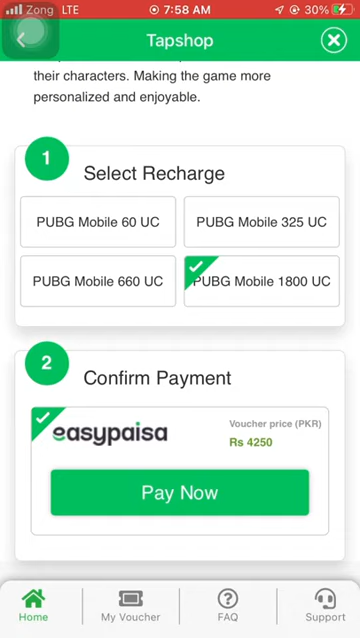 Zong LTE 7:58 AM 30%
Tapshop
their characters. Making the game more
personalized and enjoyable.
1
Select Recharge
PUBG Mobile 60 UC
PUBG Mobile 325 UC
PUBG Mobile 660 UC
PUBG Mobile 1800 UC
2
Confirm Payment
easypaisa
Voucher price (PKR)
Rs 4250
Pay Now
Home
My Voucher
FAQ
Support